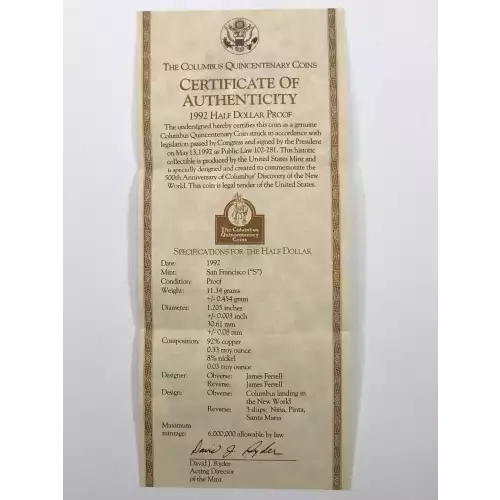 THE COLUMBUS QUINCENTENARY COINS
CERTIFICATE OF
AUTHENTICITY
1992 HALF DOLLAR PROOF
The undersigned hereby certifies this coin as a genuine
Columbus Quincentenary Coin struck in accordance with
legislation passed by Congress and signed by the President
on May 13, 1992 as Public Law 102-281. This historic
collectible is produced by the United States Mint and
is specially designed and created to commemorate the
500th Anniversary of Columbus' Discovery of the New
World. This coin is legal tender of the United States.
The Columbus
Quincentenary
Coins
SPECIFICATIONS FOR THE HALF DOLLAR
Date: 1992
Mint: San Francisco ("S")
Condition: Proof
Weight: 11.34 grams
+/- 0.454 gram
Diameter: 1.205 inches
+/- 0.003 inch
30.61 mm
+/- 0.08 mm
Composition: 92% copper
0.33 troy ounce
8% nickel
0.03 troy ounce
Designer Obverse: James Ferrell
Reverse: James Ferrell
Design: Obverse: Columbus landing in
the New World
Reverse: 3 ships: Niña, Pinta,
Santa Maria
Maximum
mintage: 6,000,000 allowable by law
David J. Ryder
David J. Ryder
Acting Director
of the Mint